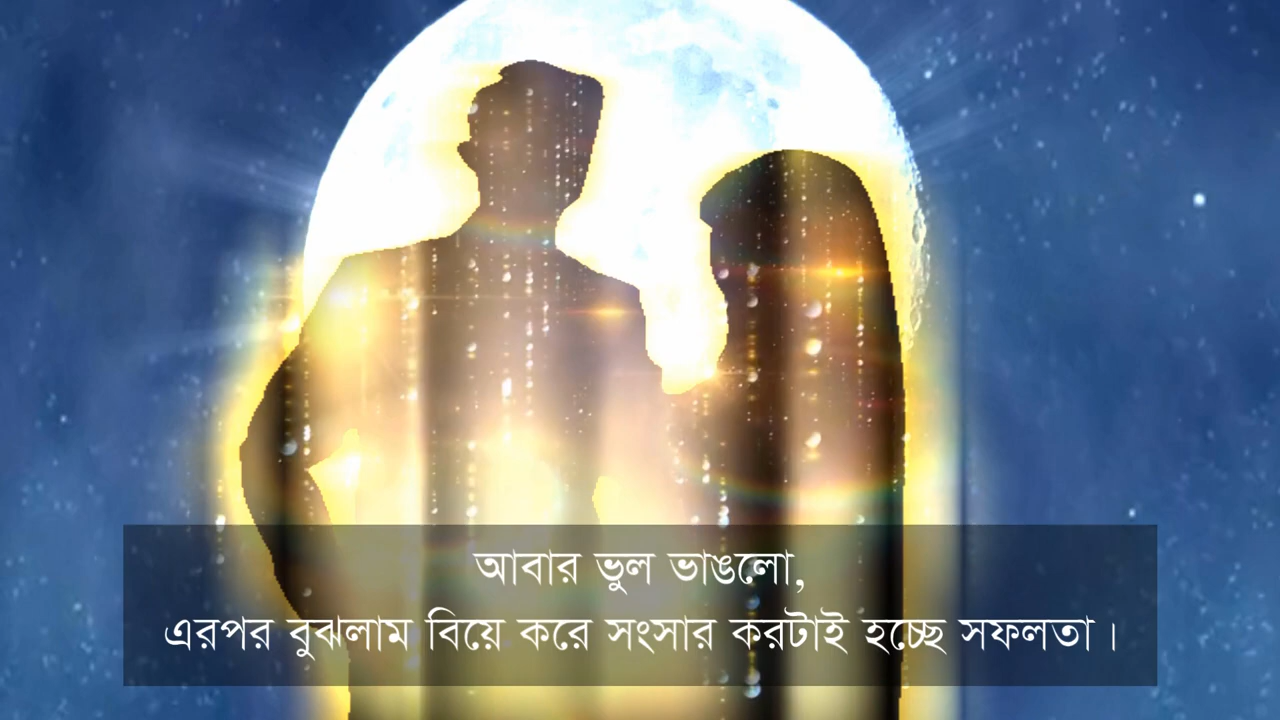 আবার ভুল ভাঙলো,
এরপর বুঝলাম বিয়ে করে সংসার করটাই হচ্ছে সফলতা।